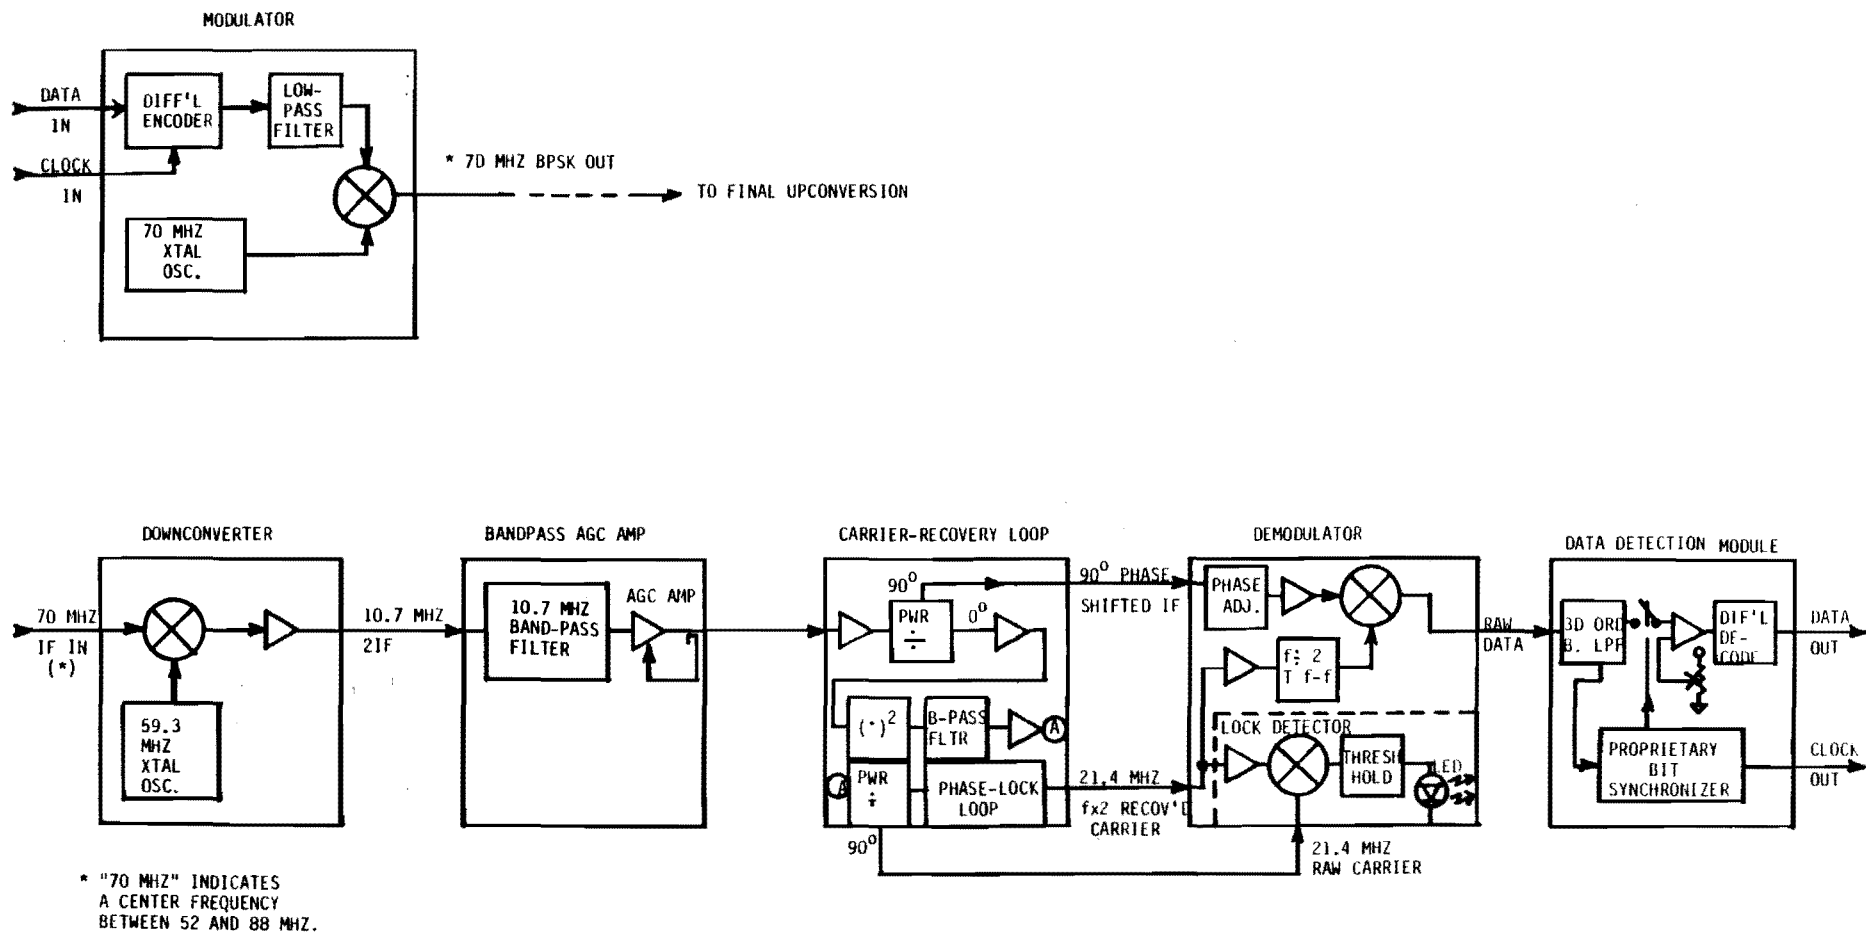 MODULATOR
DATA
IN
CLOCK
IN
DIFF'L
ENCODER
LOW-
PASS
FILTER
70 MHZ
XTAL
OSC.
* 70 MHZ BPSK OUT
TO FINAL UPCONVERSION
DOWNCONVERTER
70 MHZ
IF IN
(*)
59.3
MHZ
XTAL
OSC.
10.7 MHZ
2IF
BANDPASS AGC AMP
10.7 MHZ
BAND-PASS
FILTER
AGC AMP
CARRIER-RECOVERY LOOP
90°
PWR
÷
0°
(·)²
B-PASS
FLTR
A
A
PWR
÷
PHASE-LOCK
LOOP
90°
90° PHASE
SHIFTED IF
21.4 MHZ
fx2 RECOV'D
CARRIER
DEMODULATOR
PHASE
ADJ.
f÷ 2
T f-f
LOCK DETECTOR
THRESH
HOLD
LED
21.4 MHZ
RAW CARRIER
RAW
DATA
DATA DETECTION MODULE
3D ORD
B. LPF
DIF'L
DE-
CODE
PROPRIETARY
BIT
SYNCHRONIZER
DATA
OUT
CLOCK
OUT
* "70 MHZ" INDICATES
A CENTER FREQUENCY
BETWEEN 52 AND 88 MHZ.